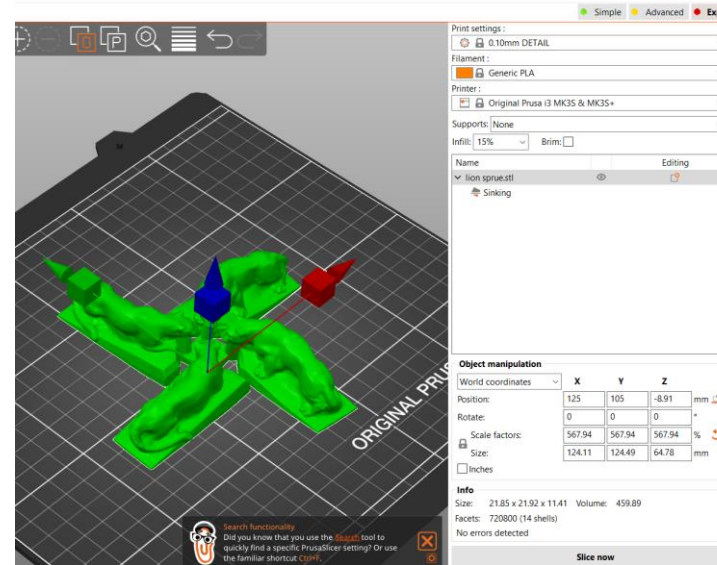 Simple Advanced Ex
Print settings :
0.10mm DETAIL
Filament :
Generic PLA
Printer :
Original Prusa i3 MK3S & MK3S+
Supports: None
Infill: 15% Brim:
Name Editing
lion sprue.stl
Sinking
ORIGINAL PRUS
Object manipulation
World coordinates X Y Z
Position: 125 105 -8.91 mm
Rotate: 0 0 0 °
Scale factors: 567.94 567.94 567.94 %
Size: 124.11 124.49 64.78 mm
Inches
Info
Size: 21.85 x 21.92 x 11.41 Volume: 459.89
Facets: 720800 (14 shells)
No errors detected
Slice now
Search functionality
Did you know that you use the Search tool to
quickly find a specific PrusaSlicer setting? Or use
the familiar shortcut Ctrl+F.